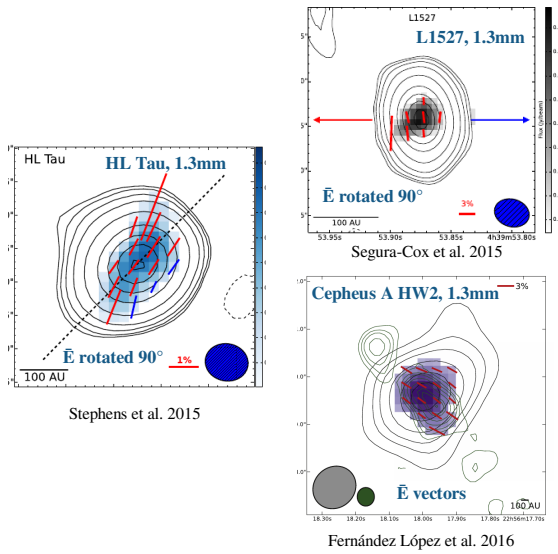 L1527
L1527, 1.3mm
Flux (Jy/beam)
Ē rotated 90°
3%
100 AU
53.95s 53.90s 53.85s 4h39m53.80s
Segura-Cox et al. 2015
HL Tau
HL Tau, 1.3mm
Ē rotated 90°
1%
100 AU
Stephens et al. 2015
Cepheus A HW2, 1.3mm
3%
Ē vectors
100 AU
18.30s 18.20s 18.10s 18.00s 17.90s 17.80s 22h56m17.70s
Fernández López et al. 2016